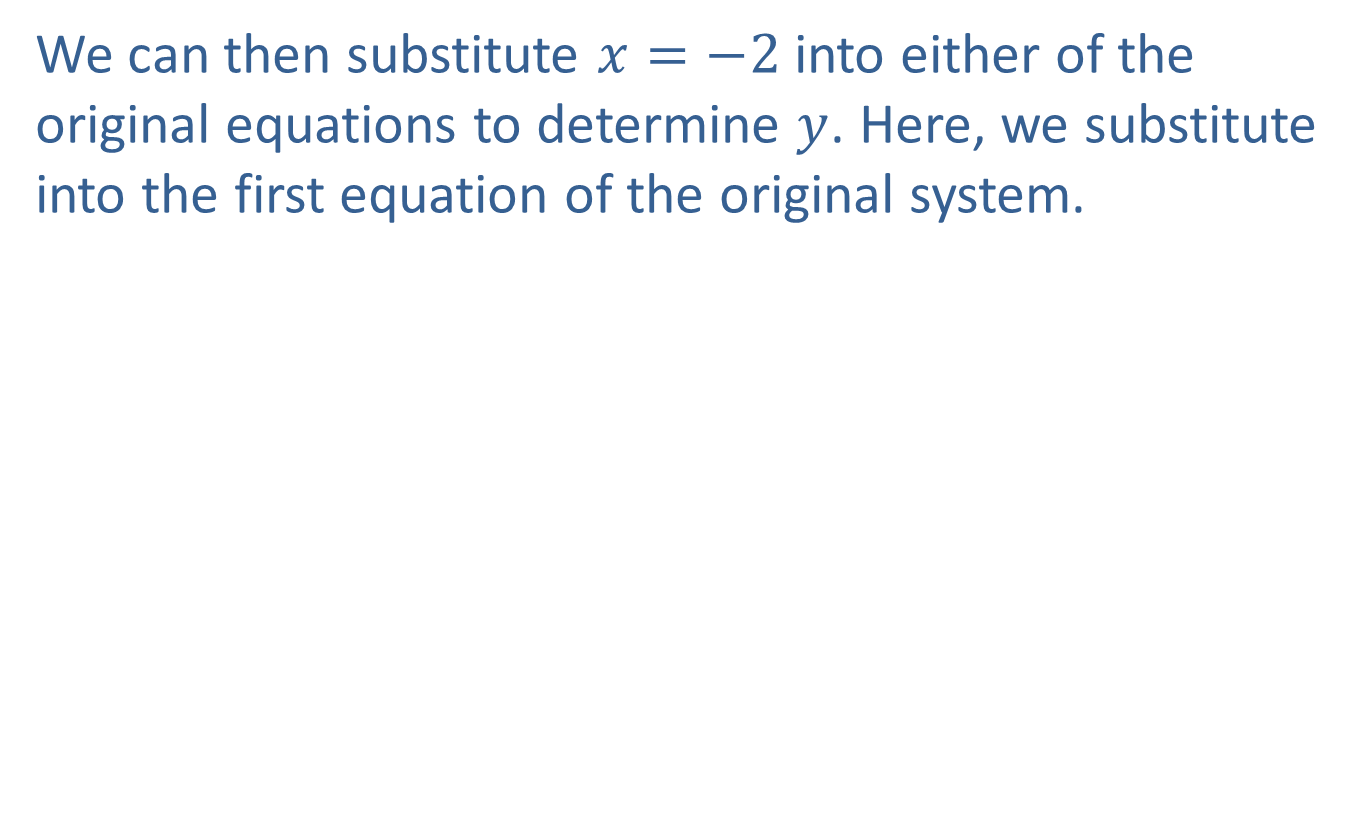 We can then substitute x = −2 into either of the
original equations to determine y. Here, we substitute
into the first equation of the original system.